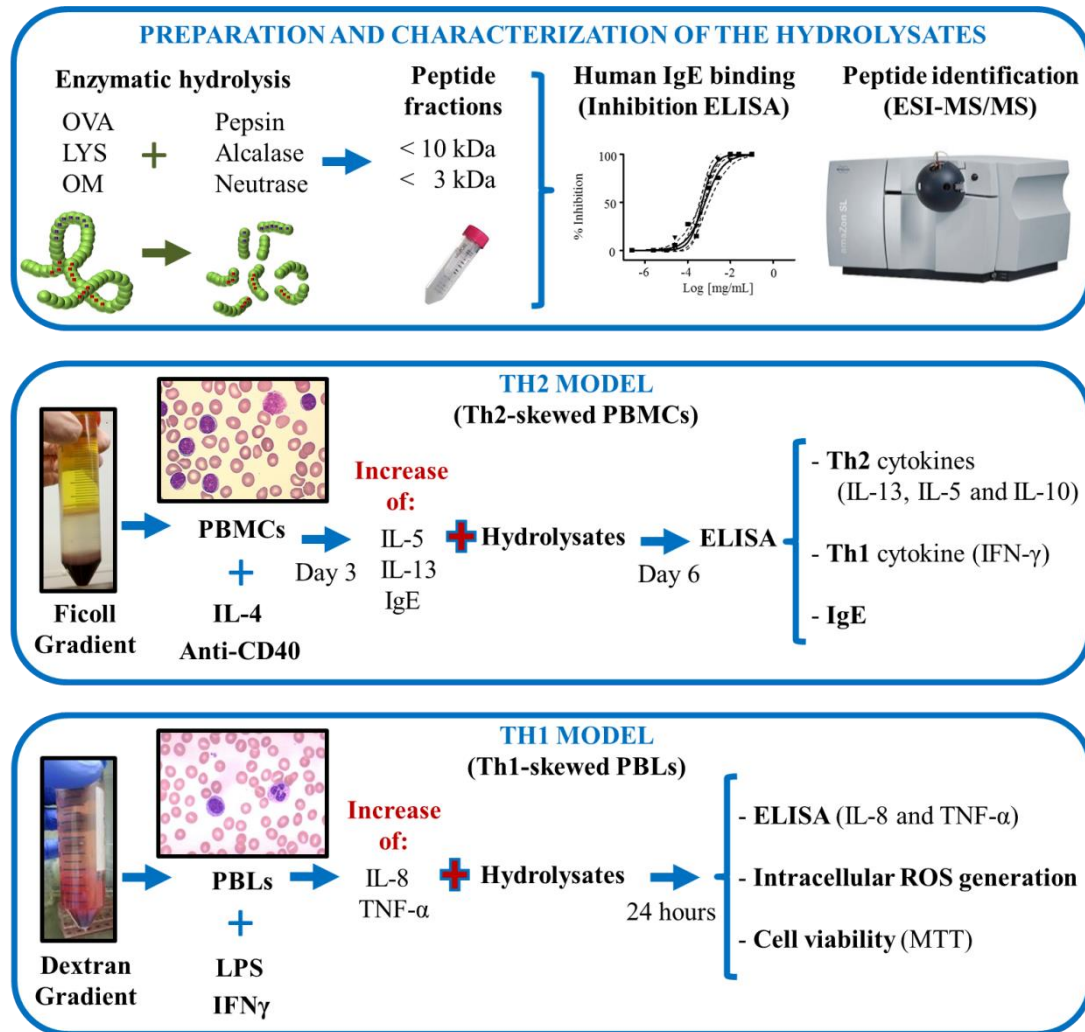 PREPARATION AND CHARACTERIZATION OF THE HYDROLYSATES
Enzymatic hydrolysis
OVA
LYS
OM
+
Pepsin
Alcalase
Neutrase
Peptide
fractions
< 10 kDa
< 3 kDa
Human IgE binding
(Inhibition ELISA)
% Inhibition
100
50
0
-6
-4
-2
0
Log [mg/mL]
Peptide identification
(ESI-MS/MS)
amaZon SL
TH2 MODEL
(Th2-skewed PBMCs)
Ficoll
Gradient
PBMCs
+
IL-4
Anti-CD40
Day 3
Increase
of:
IL-5
IL-13
IgE
+
Hydrolysates
Day 6
ELISA
- Th2 cytokines
(IL-13, IL-5 and IL-10)
- Th1 cytokine (IFN-γ)
- IgE
TH1 MODEL
(Th1-skewed PBLs)
Dextran
Gradient
PBLs
+
LPS
IFNγ
Increase
of:
IL-8
TNF-α
+
Hydrolysates
24 hours
- ELISA (IL-8 and TNF-α)
- Intracellular ROS generation
- Cell viability (MTT)